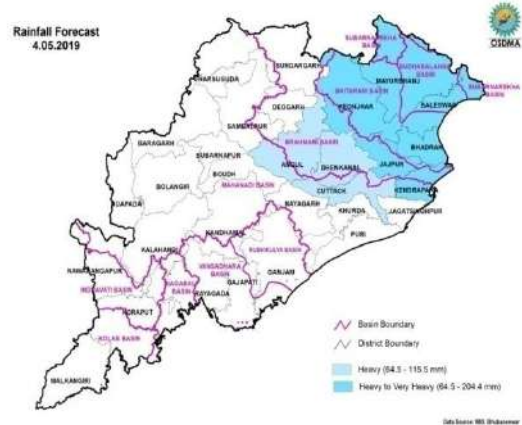 Rainfall Forecast
4.05.2019
OSDMA
SUBARNREKHA BASIN
SUNDARGARH
JHARSUGUDA
BUDHABALANGA BASIN
MAYURBHANJ
BAITARANI BASIN
KEONJHAR
BALESWAR
DEOGARH
SAMBALPUR
BARAGARH
BRAHMANI BASIN
BHADRAK
SUBARNAPUR
ANGUL
DHENKANAL
JAJPUR
BOUDH
BOLANGIR
MAHANADI BASIN
CUTTACK
KENDRAPARA
NAYAGARH
JAGATSINGHPUR
KHURDA
KANDHAMAL
PURI
KALAHANDI
RUSHIKULYA BASIN
VANSADHARA BASIN
GANJAM
GAJAPATI
RAYAGADA
KORAPUT
KOLAB BASIN
MALKANGIRI
Basin Boundary
District Boundary
Heavy (64.5 - 115.5 mm)
Heavy to Very Heavy (64.5 - 204.4 mm)